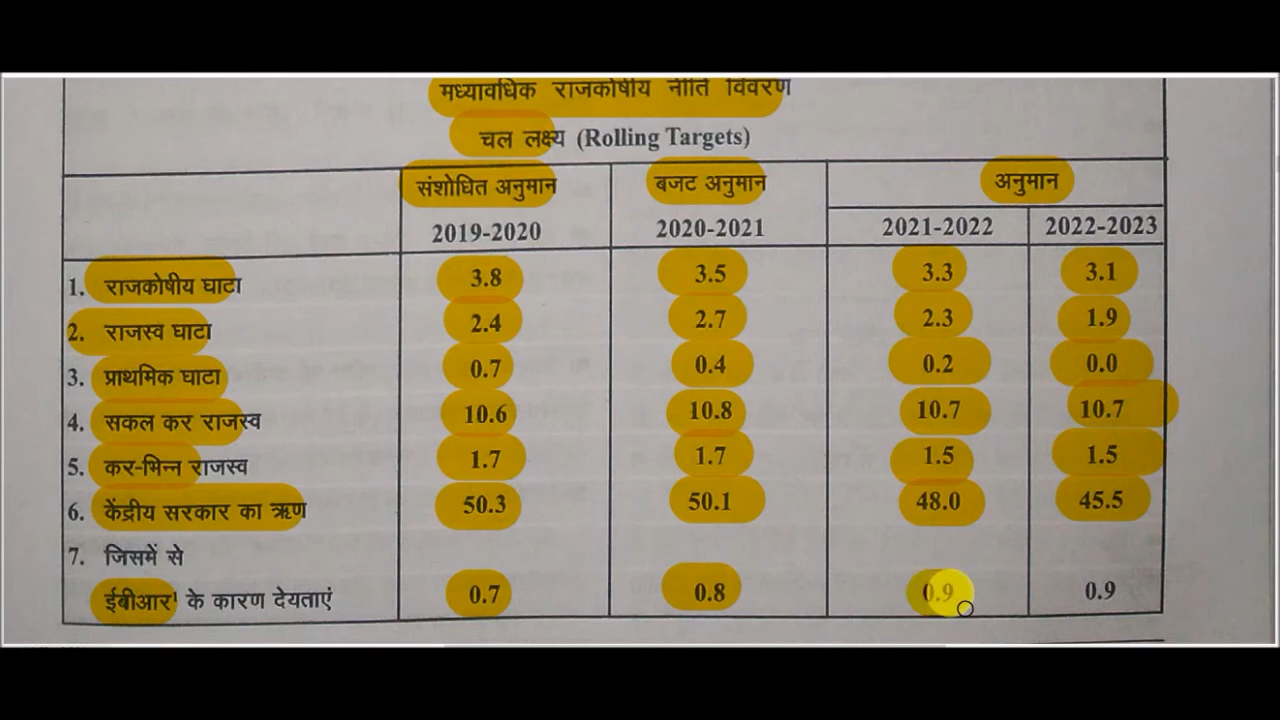 मध्यावधिक राजकोषीय नीति विवरण
चल लक्ष्य (Rolling Targets)
संशोधित अनुमान बजट अनुमान अनुमान
2019-2020 2020-2021 2021-2022 2022-2023
1. राजकोषीय घाटा 3.8 3.5 3.3 3.1
2. राजस्व घाटा 2.4 2.7 2.3 1.9
3. प्राथमिक घाटा 0.7 0.4 0.2 0.0
4. सकल कर राजस्व 10.6 10.8 10.7 10.7
5. कर-भिन्न राजस्व 1.7 1.7 1.5 1.5
6. केंद्रीय सरकार का ऋण 50.3 50.1 48.0 45.5
7. जिसमें से
ईबीआर¹ के कारण देयताएं 0.7 0.8 0.9 0.9